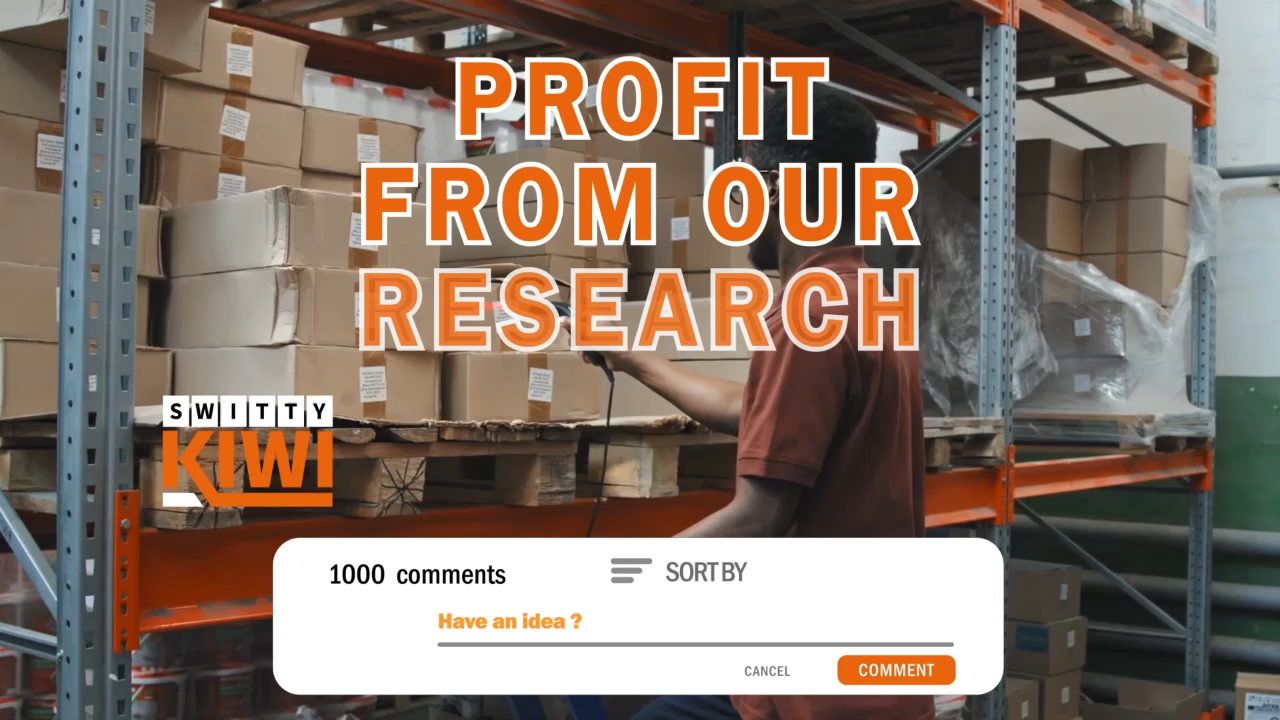 PROFIT
FROM OUR
RESEARCH
SWITTY
KIWI
1000 comments
SORT BY
Have an idea ?
CANCEL
COMMENT